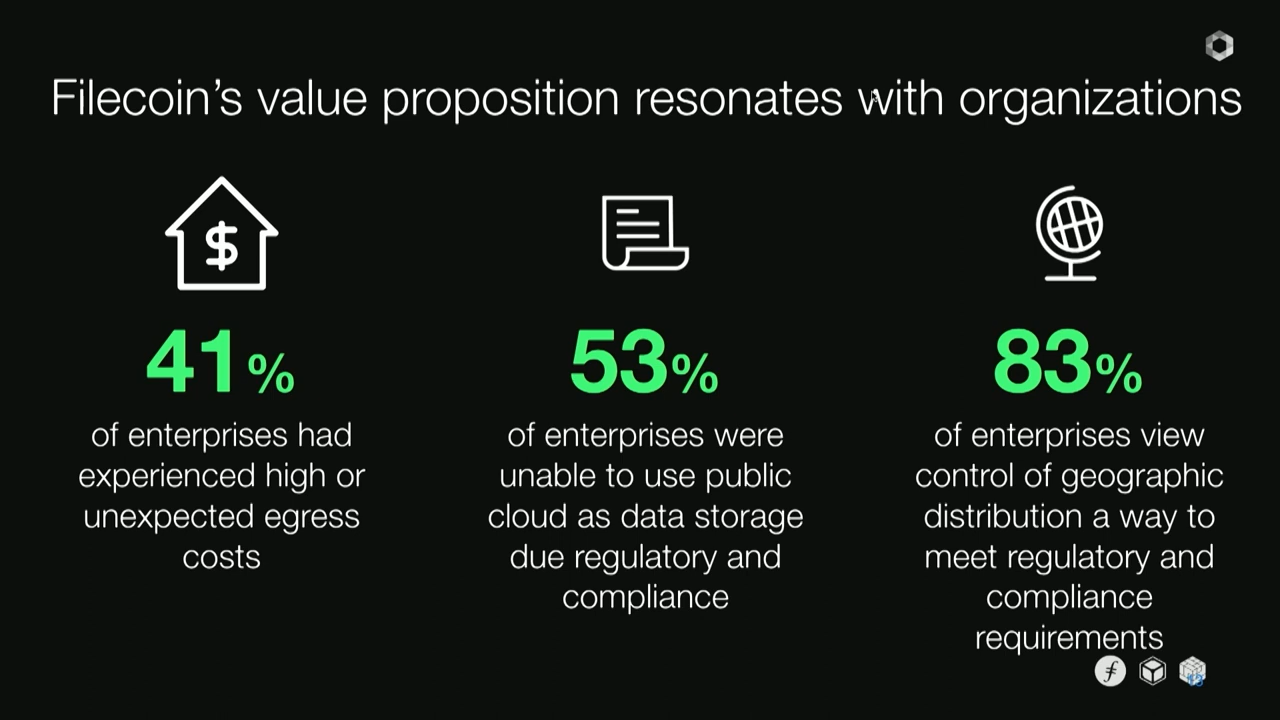 Filecoin’s value proposition resonates with organizations
$
41%
of enterprises had
experienced high or
unexpected egress
costs
53%
of enterprises were
unable to use public
cloud as data storage
due regulatory and
compliance
83%
of enterprises view
control of geographic
distribution a way to
meet regulatory and
compliance
requirements